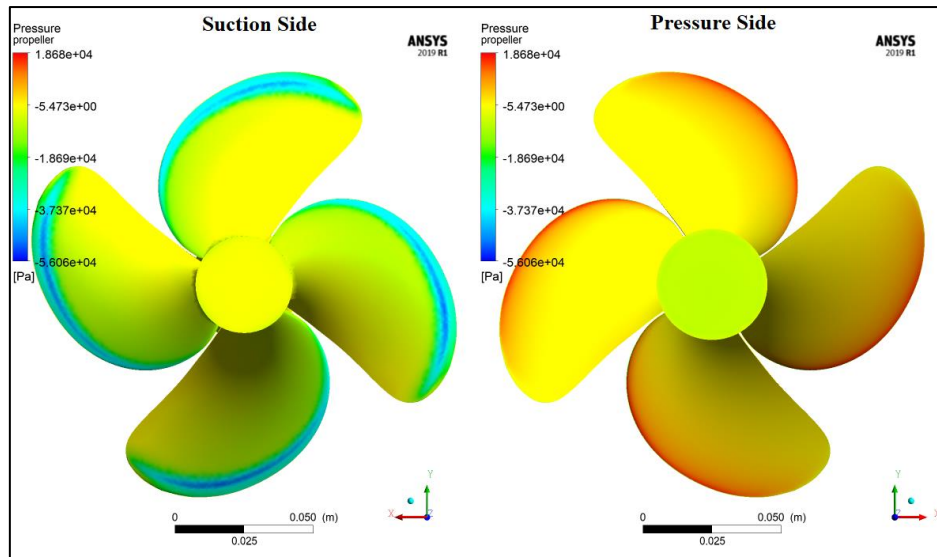 Suction Side
Pressure
propeller
1.868e+04
-5.473e+00
-1.869e+04
-3.737e+04
-5.606e+04
[Pa]
ANSYS
2019 R1
Y
X
Z
0 0.050 (m)
0.025
Pressure Side
Pressure
propeller
1.868e+04
-5.473e+00
-1.869e+04
-3.737e+04
-5.606e+04
[Pa]
ANSYS
2019 R1
Y
X
Z
0 0.050 (m)
0.025